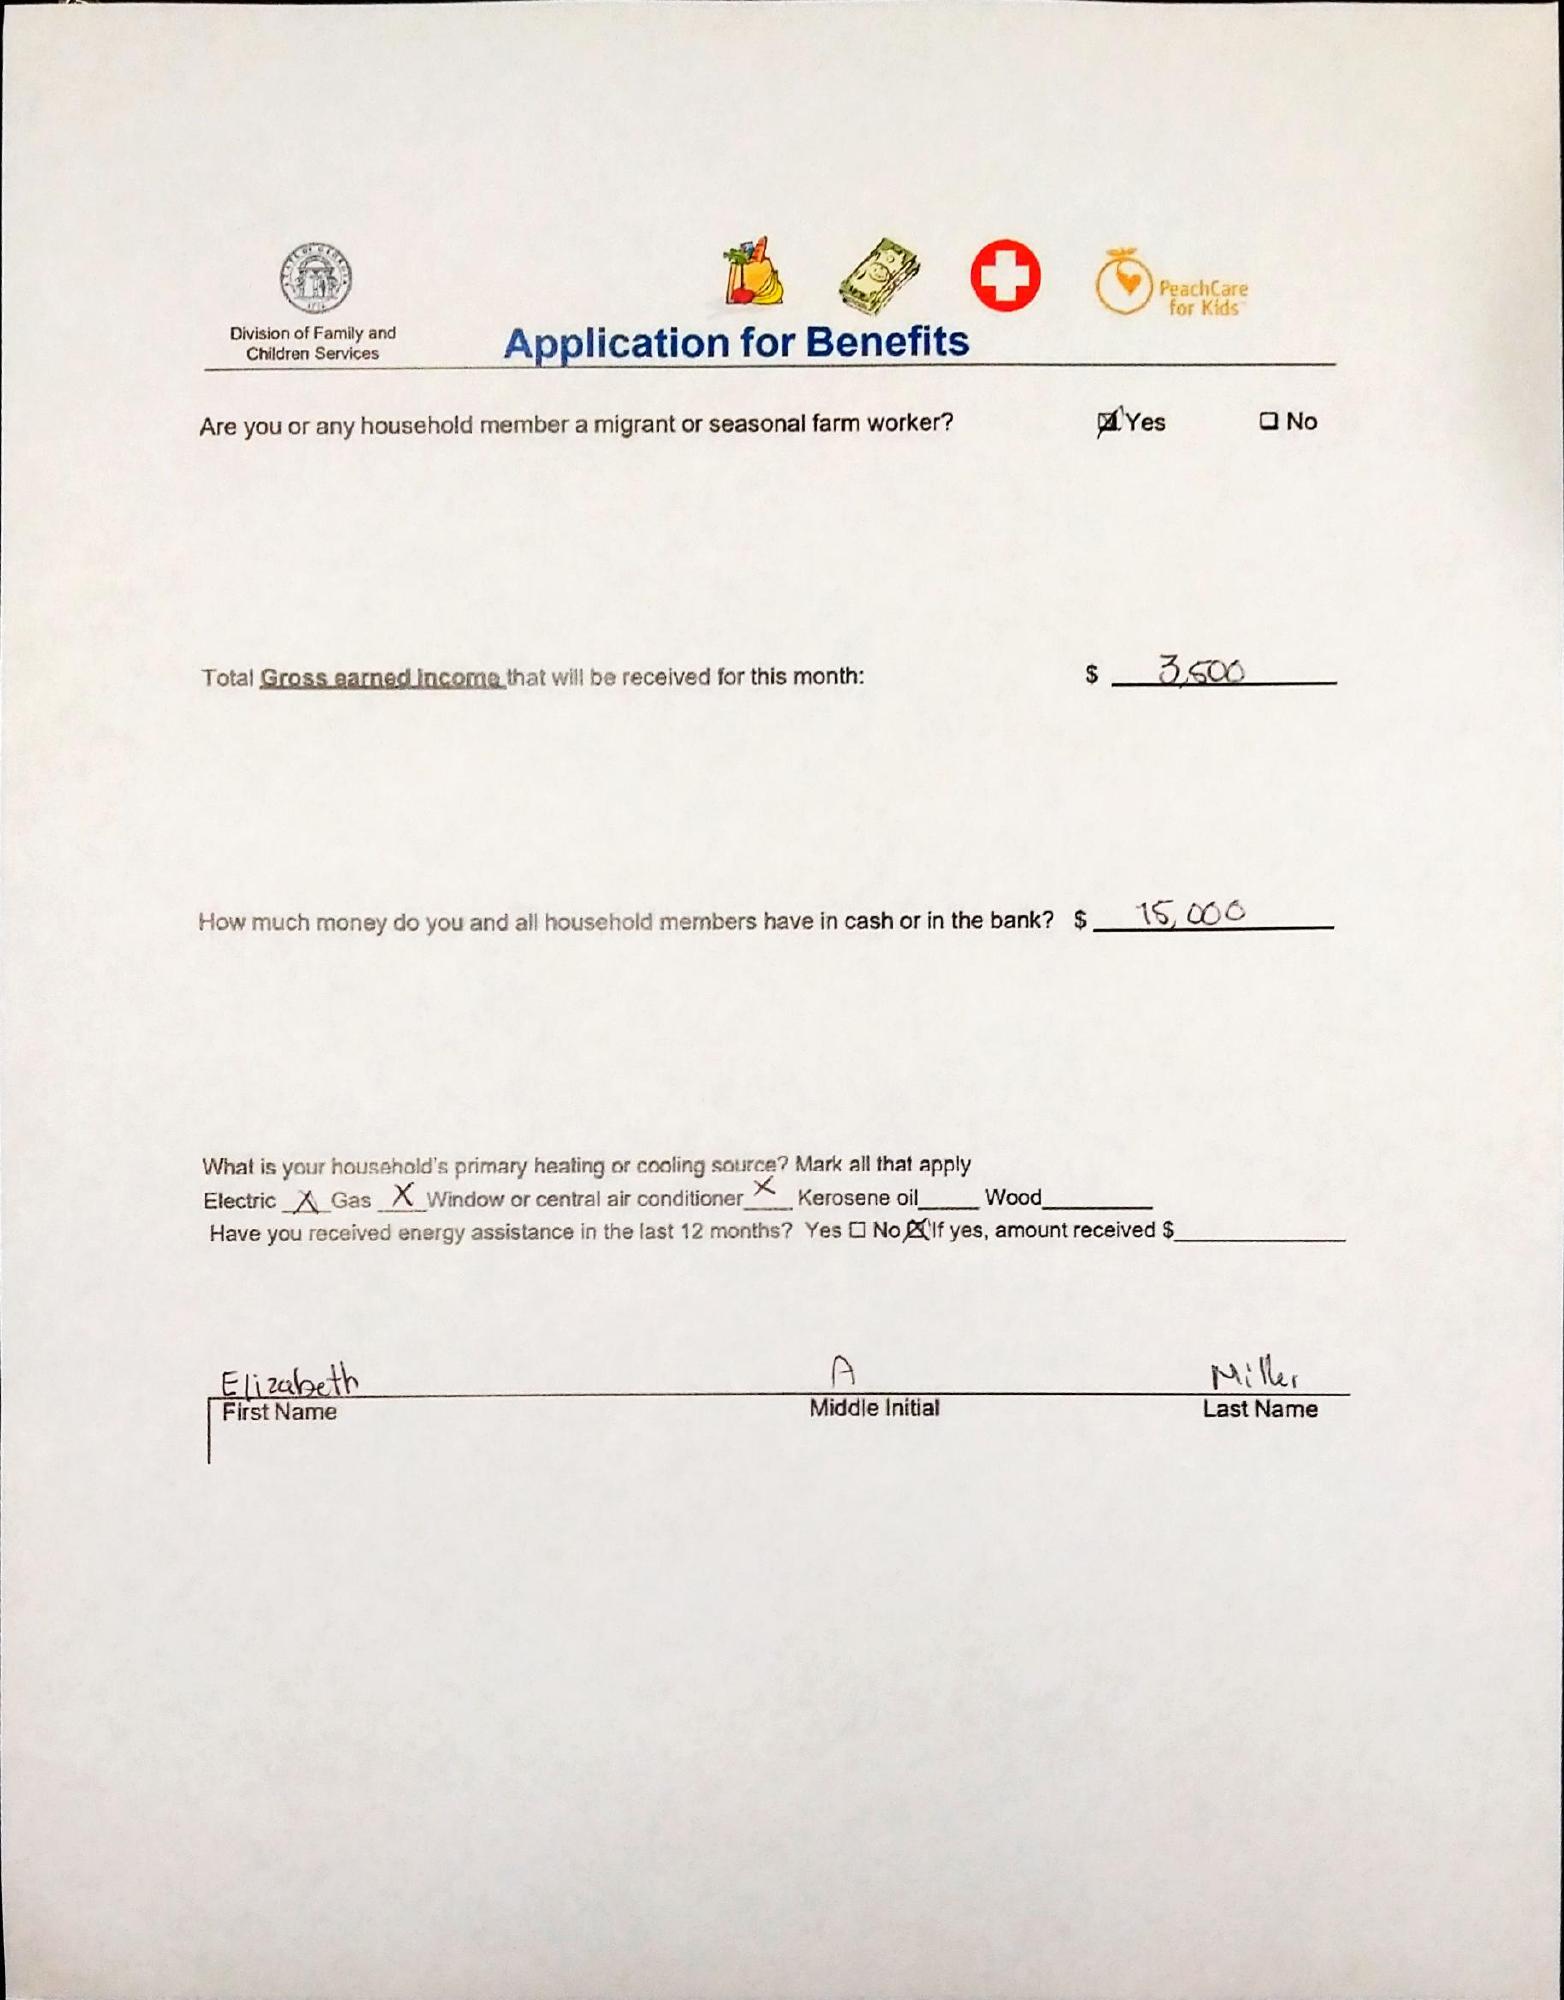 STATE OF GEORGIA
1776
Division of Family and
Children Services
Application for Benefits
PeachCare
for Kids
Are you or any household member a migrant or seasonal farm worker? ☒ Yes ☐ No
Total Gross earned income that will be received for this month: $ 3,500
How much money do you and all household members have in cash or in the bank? $ 15,000
What is your household's primary heating or cooling source? Mark all that apply
Electric X Gas X Window or central air conditioner X Kerosene oil_____ Wood_________
Have you received energy assistance in the last 12 months? Yes ☐ No ☒ If yes, amount received $______________
Elizabeth A Miller
First Name Middle Initial Last Name